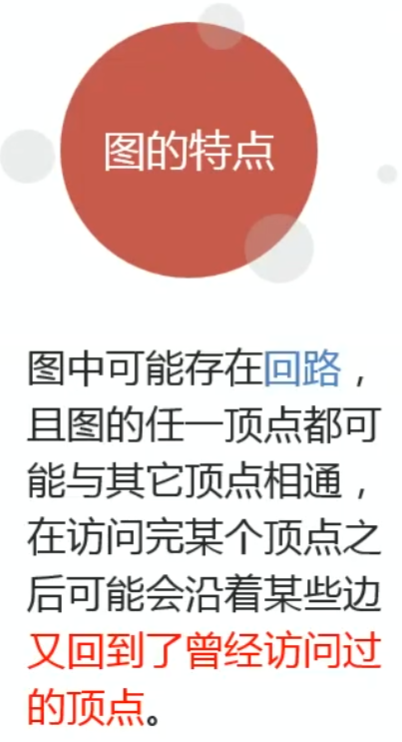 图的特点
图中可能存在回路，
且图的任一顶点都可
能与其它顶点相通，
在访问完某个顶点之
后可能会沿着某些边
又回到了曾经访问过
的顶点。